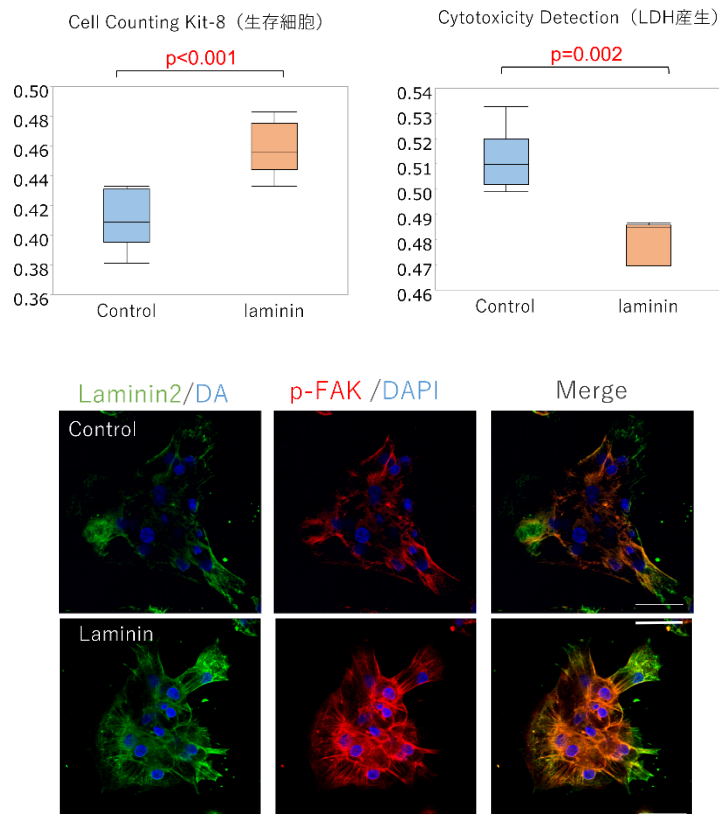 Cell Counting Kit-8（生存細胞）
p<0.001
0.50
0.48
0.46
0.44
0.42
0.40
0.38
0.36
Control
laminin
Cytotoxicity Detection（LDH産生）
p=0.002
0.54
0.53
0.52
0.51
0.50
0.49
0.48
0.47
0.46
Control
laminin
Laminin2/DA
p-FAK /DAPI
Merge
Control
Laminin